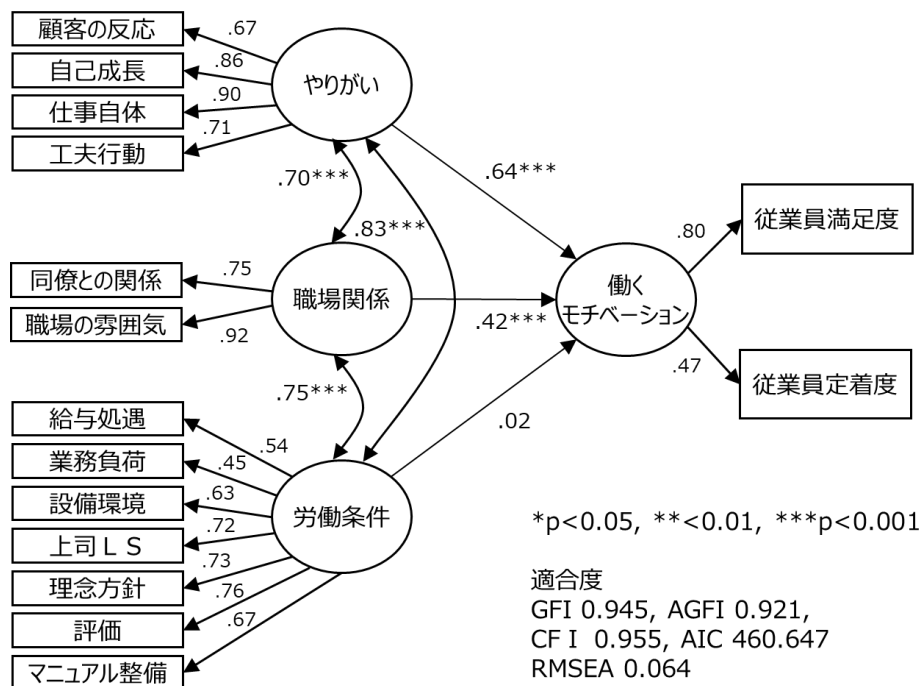 顧客の反応
自己成長
仕事自体
工夫行動
.67
.86
.90
.71
やりがい
.70***
.83***
.64***
同僚との関係
職場の雰囲気
.75
.92
職場関係
.42***
働く
モチベーション
.80
.47
従業員満足度
従業員定着度
.75***
.02
給与処遇
業務負荷
設備環境
上司ＬＳ
理念方針
評価
マニュアル整備
.54
.45
.63
.72
.73
.76
.67
労働条件
*p<0.05, **<0.01, ***p<0.001
適合度
GFI 0.945, AGFI 0.921,
CFＩ 0.955, AIC 460.647
RMSEA 0.064